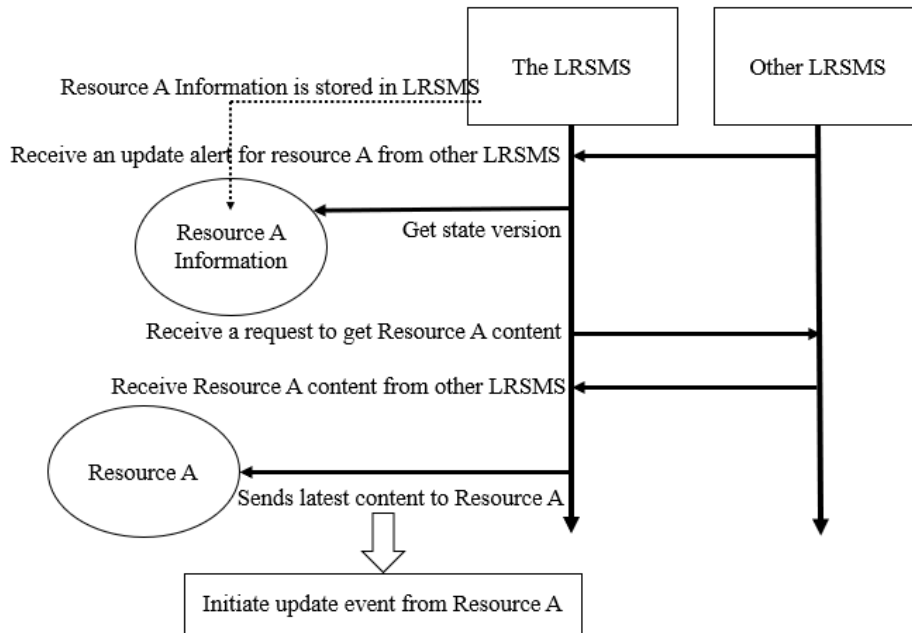 The LRSMS
Other LRSMS
Resource A Information is stored in LRSMS
Receive an update alert for resource A from other LRSMS
Resource A
Information
Get state version
Receive a request to get Resource A content
Receive Resource A content from other LRSMS
Resource A
Sends latest content to Resource A
Initiate update event from Resource A